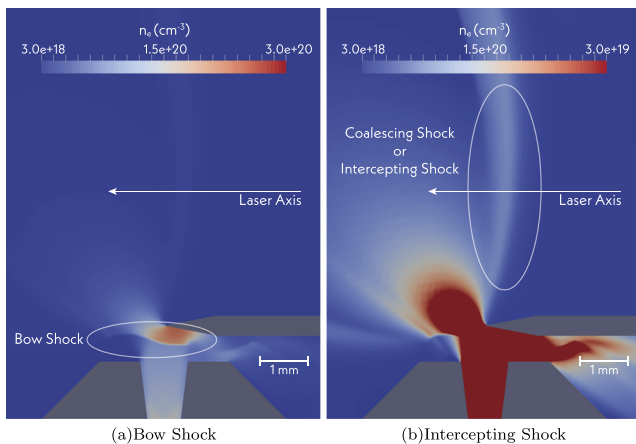 n_e (cm⁻³)
3.0e+18 1.5e+20 3.0e+20
Laser Axis
Bow Shock
1 mm
(a)Bow Shock
n_e (cm⁻³)
3.0e+18 1.5e+20 3.0e+19
Coalescing Shock
or
Intercepting Shock
Laser Axis
1 mm
(b)Intercepting Shock